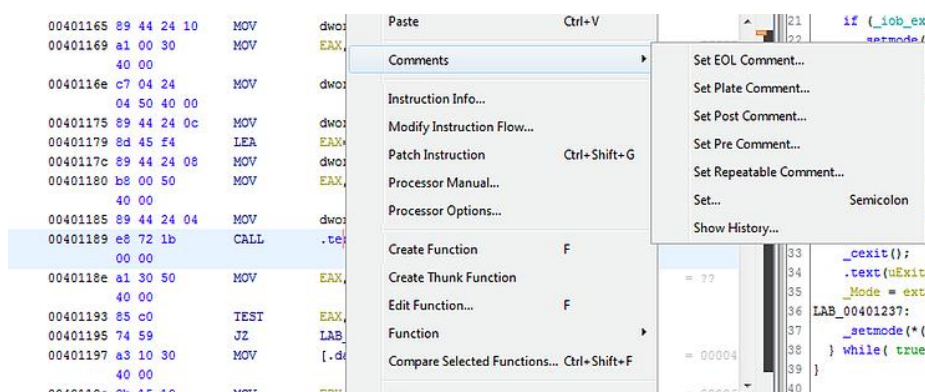 00401165 89 44 24 10 MOV dwo
00401169 a1 00 30 MOV EAX,
40 00
0040116e c7 04 24 MOV dwo
04 50 40 00
00401175 89 44 24 0c MOV dwo
00401179 8d 45 f4 LEA EAX
0040117c 89 44 24 08 MOV dwo
00401180 b8 00 50 MOV EAX,
40 00
00401185 89 44 24 04 MOV dwo
00401189 e8 72 1b CALL .te
00 00
0040118e a1 30 50 MOV EAX,
40 00
00401193 85 c0 TEST EAX,
00401195 74 59 JZ LAB_
00401197 a3 10 30 MOV [.da
40 00
Paste Ctrl+V
Comments
Instruction Info...
Modify Instruction Flow...
Patch Instruction Ctrl+Shift+G
Processor Manual...
Processor Options...
Create Function F
Create Thunk Function
Edit Function... F
Function
Compare Selected Functions... Ctrl+Shift+F
Set EOL Comment...
Set Plate Comment...
Set Post Comment...
Set Pre Comment...
Set Repeatable Comment...
Set... Semicolon
Show History...
= ??
= 00004
21 if (_iob_ex
22 setmode(
33 _cexit();
34 .text(uExit
35 _Mode = ext
36 LAB_00401237:
37 _setmode(*(
38 } while( true
39 }
40